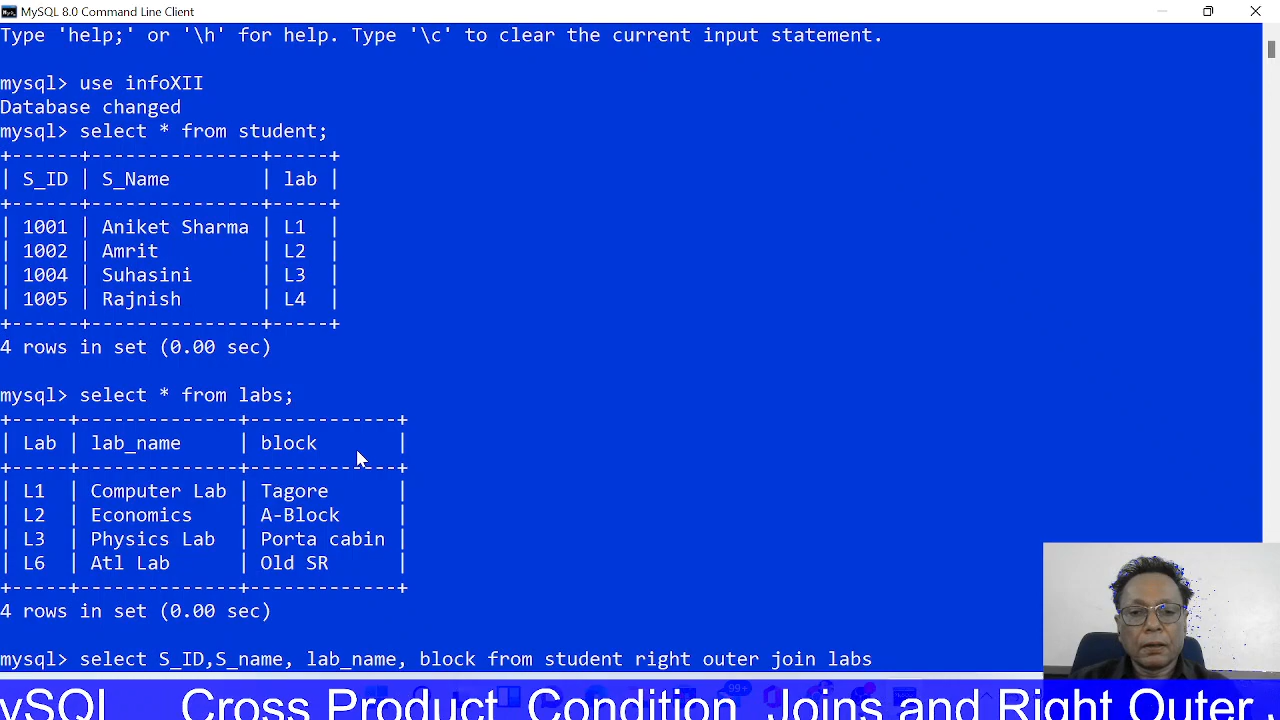 MySQL 8.0 Command Line Client
Type 'help;' or '\h' for help. Type '\c' to clear the current input statement.
mysql> use infoXII
Database changed
mysql> select * from student;
+------+---------------+-----+
| S_ID | S_Name        | lab |
+------+---------------+-----+
| 1001 | Aniket Sharma | L1  |
| 1002 | Amrit         | L2  |
| 1004 | Suhasini      | L3  |
| 1005 | Rajnish       | L4  |
+------+---------------+-----+
4 rows in set (0.00 sec)
mysql> select * from labs;
+-----+--------------+-------------+
| Lab | lab_name     | block       |
+-----+--------------+-------------+
| L1  | Computer Lab | Tagore      |
| L2  | Economics    | A-Block     |
| L3  | Physics Lab  | Porta cabin |
| L6  | Atl Lab      | Old SR      |
+-----+--------------+-------------+
4 rows in set (0.00 sec)
mysql> select S_ID,S_name, lab_name, block from student right outer join labs
99+
ySQL Cross Product, Condition, Joins and Right Outer